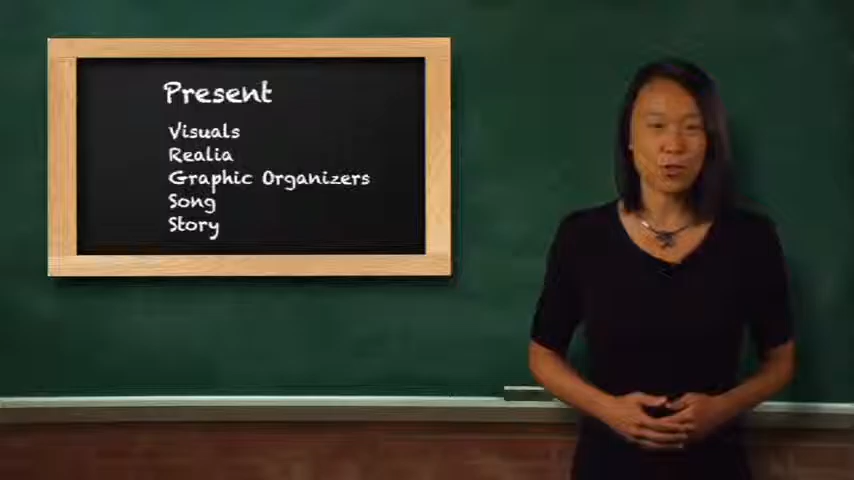 Present
Visuals
Realia
Graphic Organizers
Song
Story